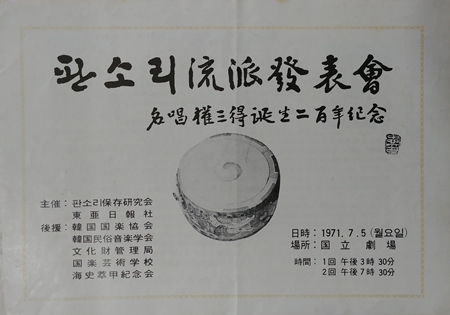 판소리流派發表會
名唱權三得誕生二百年紀念
主催：판소리保存研究会
東亜日報社
後援：韓国国楽協会
韓国民俗音楽学会
文化財管理局
国楽芸術学校
海史萃甲紀念会
日時：1971.7.5(월요일)
場所：国立劇場
時間：1回 午後3時 30分
2回 午後7時 30分